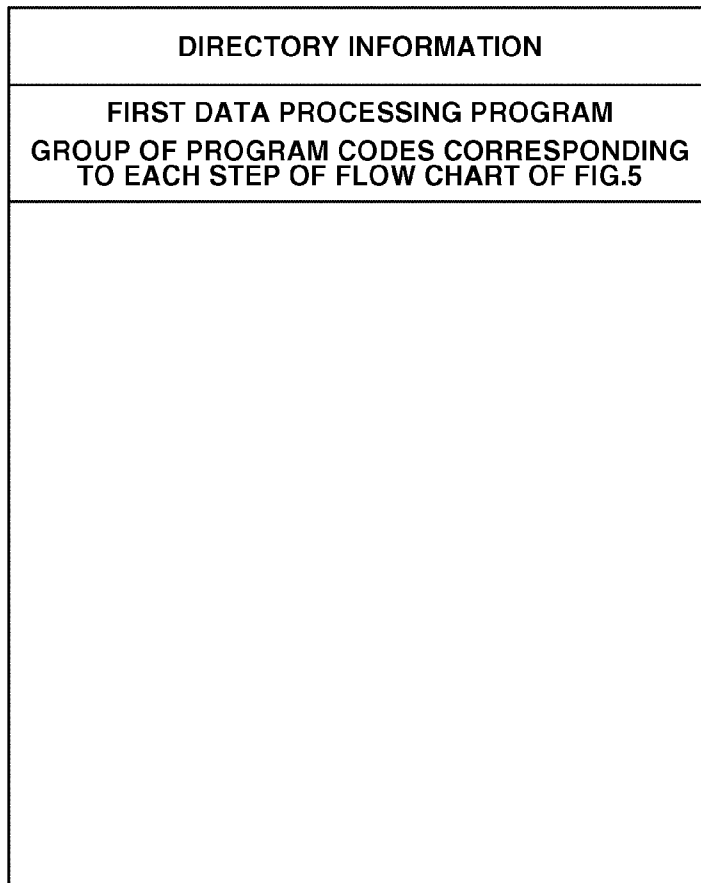 DIRECTORY INFORMATION
FIRST DATA PROCESSING PROGRAM
GROUP OF PROGRAM CODES CORRESPONDING
TO EACH STEP OF FLOW CHART OF FIG.5